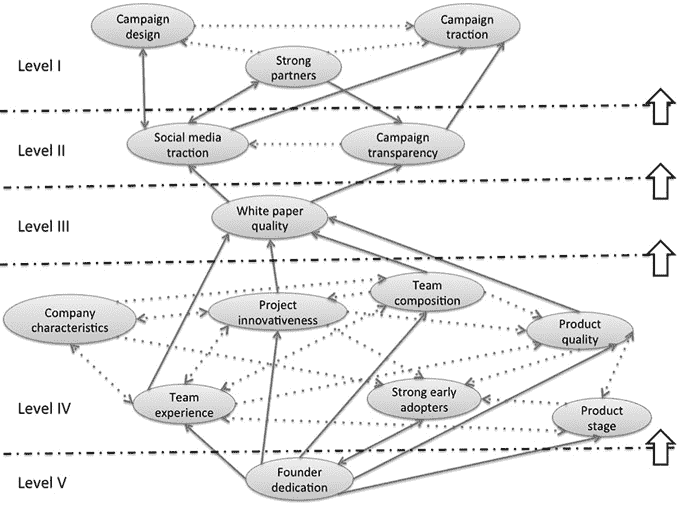 Campaign
design
Campaign
traction
Level I
Strong
partners
Level II
Social media
traction
Campaign
transparency
Level III
White paper
quality
Company
characteristics
Project
innovativeness
Team
composition
Product
quality
Level IV
Team
experience
Strong early
adopters
Product
stage
Level V
Founder
dedication